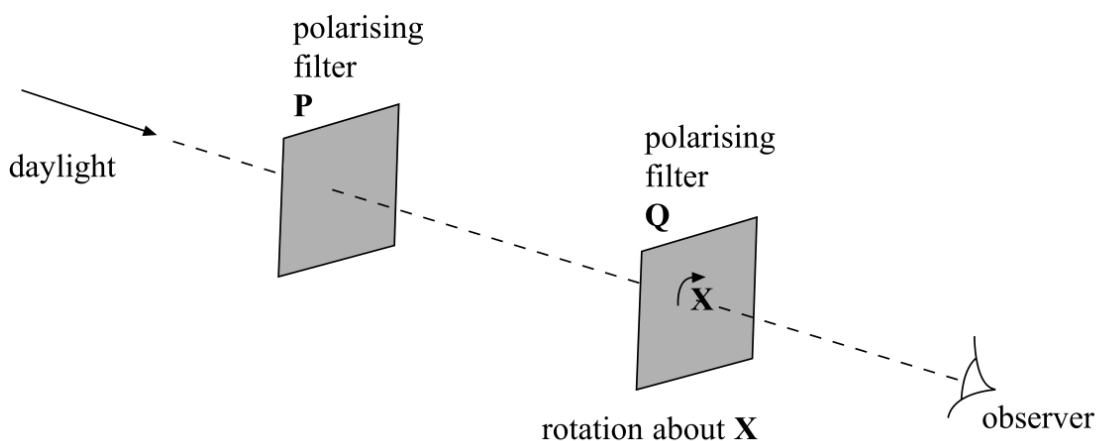 polarising
filter
P
daylight
polarising
filter
Q
X
observer
rotation about X